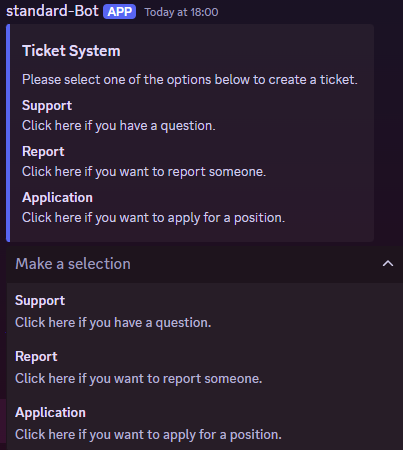 standard-Bot APP Today at 18:00
Ticket System
Please select one of the options below to create a ticket.
Support
Click here if you have a question.
Report
Click here if you want to report someone.
Application
Click here if you want to apply for a position.
Make a selection
Support
Click here if you have a question.
Report
Click here if you want to report someone.
Application
Click here if you want to apply for a position.